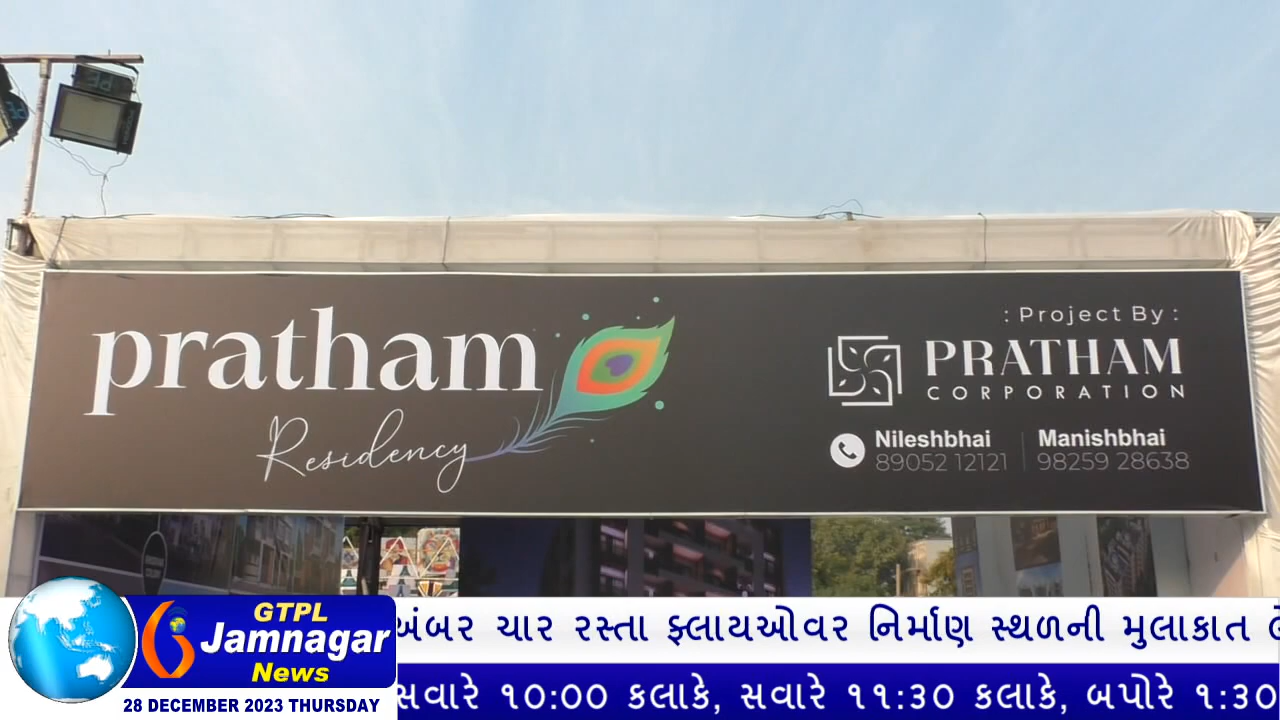 pratham
Residency
: Project By :
PRATHAM
CORPORATION
Nileshbhai
89052 12121
Manishbhai
98259 28638
GTPL
Jamnagar
News
28 DECEMBER 2023 THURSDAY
અંબર ચાર રસ્તા ફ્લાયઓવર નિર્માણ સ્થળની મુલાકાત
સવારે ૧૦:૦૦ કલાકે, સવારે ૧૧:૩૦ કલાકે, બપોરે ૧:૩૦